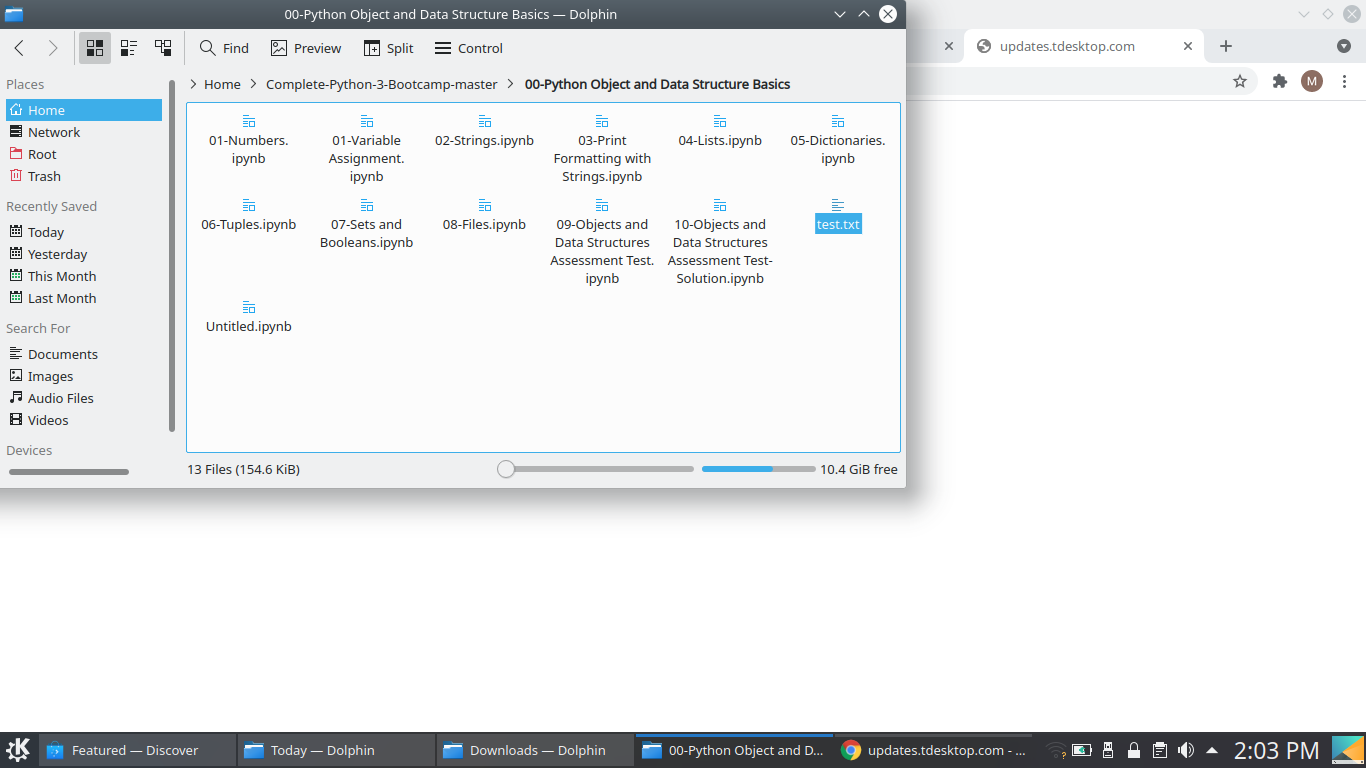 00-Python Object and Data Structure Basics — Dolphin
updates.tdesktop.com
Find
Preview
Split
Control
M
Places
Home
Network
Root
Trash
Recently Saved
Today
Yesterday
This Month
Last Month
Search For
Documents
Images
Audio Files
Videos
Devices
Home
Complete-Python-3-Bootcamp-master
00-Python Object and Data Structure Basics
01-Numbers.
ipynb
01-Variable
Assignment.
ipynb
02-Strings.ipynb
03-Print
Formatting with
Strings.ipynb
04-Lists.ipynb
05-Dictionaries.
ipynb
06-Tuples.ipynb
07-Sets and
Booleans.ipynb
08-Files.ipynb
09-Objects and
Data Structures
Assessment Test.
ipynb
10-Objects and
Data Structures
Assessment Test-
Solution.ipynb
test.txt
Untitled.ipynb
13 Files (154.6 KiB)
10.4 GiB free
Featured — Discover
Today — Dolphin
Downloads — Dolphin
00-Python Object and D...
updates.tdesktop.com - ...
2:03 PM